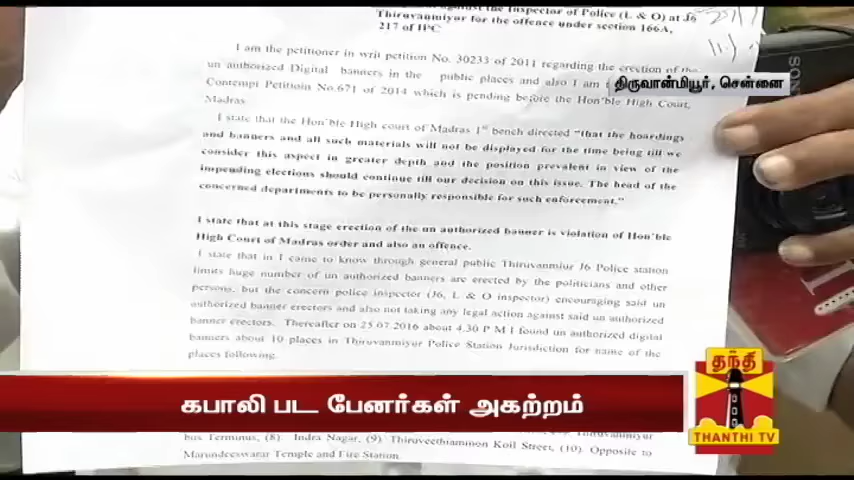 against the Inspector of Police (L & O) at J6
Thiruvanmiyur for the offence under section 166A,
217 of IPC
I am the petitioner in writ petition No. 30233 of 2011 regarding the erection of the
un authorized Digital banners in the public places and also I am
Contempt Petitioin No.671 of 2014 which is pending before the Hon'ble High Court,
Madras.
திருவான்மியூர், சென்னை
SONY
I state that the Hon'ble High court of Madras 1st bench directed "that the hoardings
and banners and all such materials will not be displayed for the time being till we
consider this aspect in greater depth and the position prevalent in view of the
impending elections should continue till our decision on this issue. The head of the
concerned departments to be personally responsible for such enforcement."
I state that at this stage erection of the un authorized banner is violation of Hon'ble
High Court of Madras order and also an offence.
I state that in I came to know through general public Thiruvanmiur J6 Police station
limits huge number of un authorized banners are erected by the politicians and other
persons, but the concern police inspector (J6, L & O inspector) encouraging said un
authorized banner erectors and also not taking any legal action against said un authorized
banner erectors. Thereafter on 25.07.2016 about 4.30 P M I found un authorized digital
banners about 10 places in Thiruvanmiyur Police Station Jurisdiction for name of the
places following.
கபாலி பட பேனர்கள் அகற்றம்
தந்தி
THANTHI TV
Thiruvanmiyur
bus Terminus, (8). Indra Nagar, (9) Thiruveethiammon Koil Street, (10). Opposite to
Marundeeswarar Temple and Fire Station.